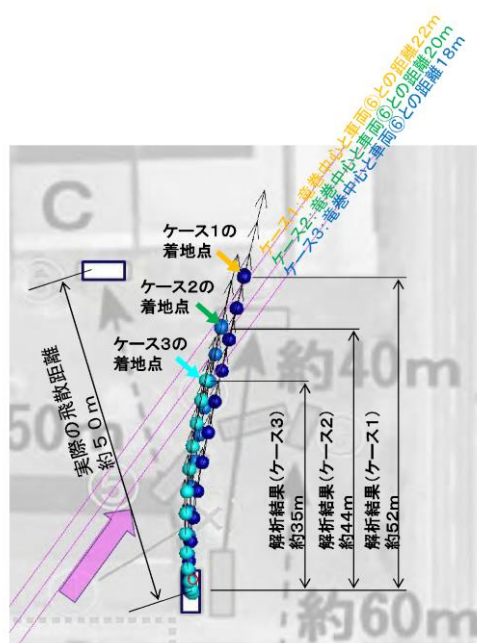 ケース1:竜巻中心と車両⑥との距離22m
ケース2:竜巻中心と車両⑥との距離20m
ケース3:竜巻中心と車両⑥との距離18m
C
ケース1の
着地点
ケース2の
着地点
ケース3の
着地点
実際の飛散距離
約50m
50m
約40m
解析結果(ケース3)
約35m
解析結果(ケース2)
約44m
解析結果(ケース1)
約52m
約60m